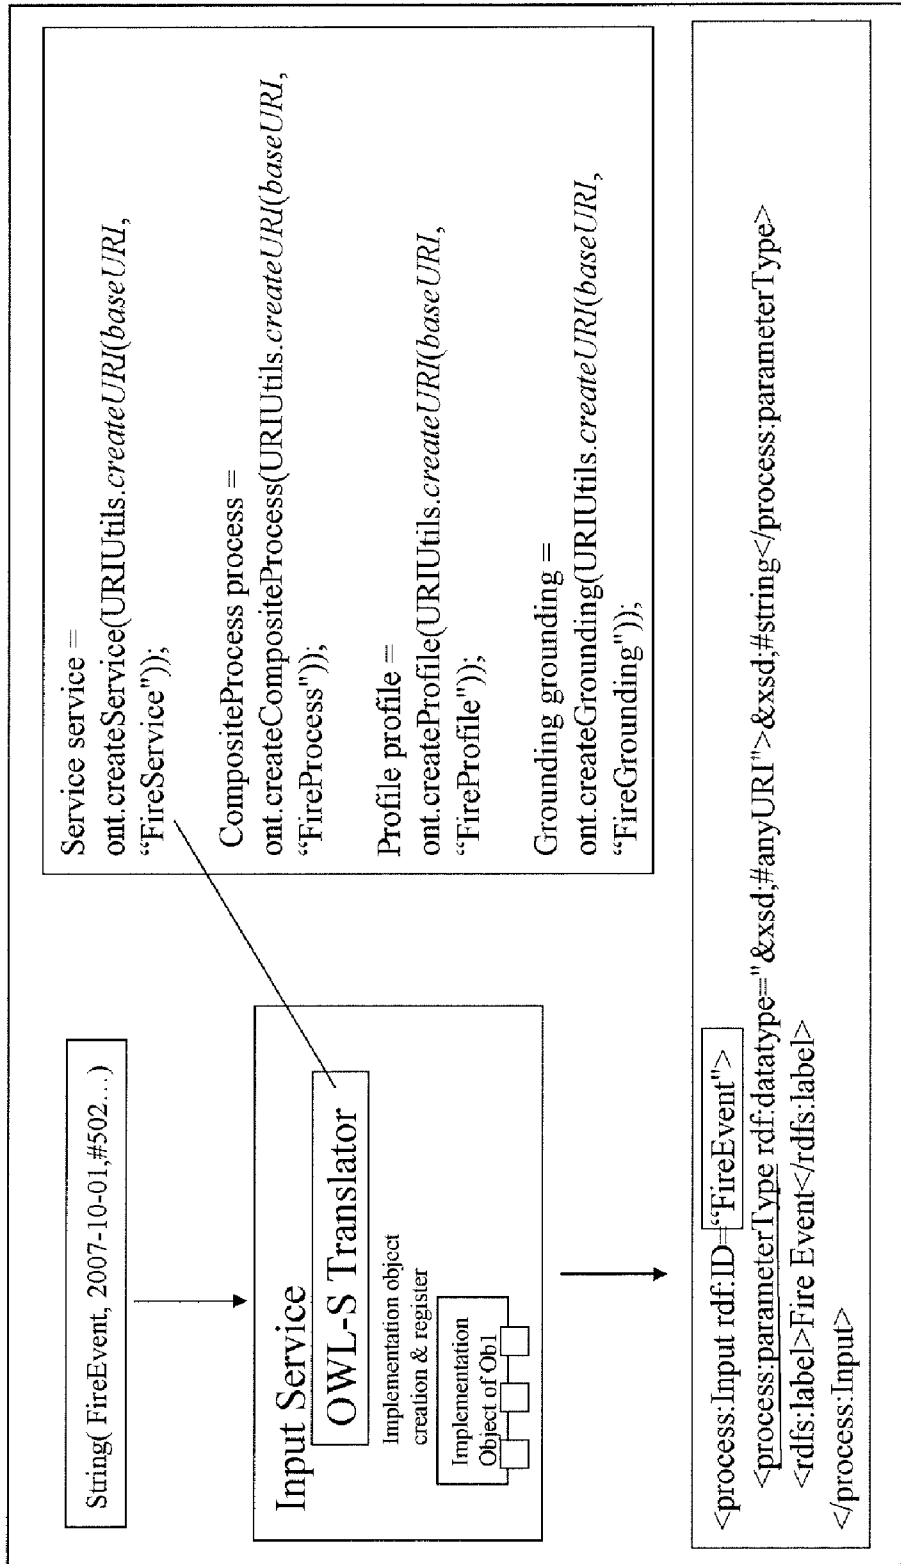 String( FireEvent, 2007-10-01,#502...)
Input Service
OWL-S Translator
Implementation object
creation & register
Implementation
Object of Ob1
Service service =
ont.createService(URIUtils.createURI(baseURI,
“FireService"));
CompositeProcess process =
ont.createCompositeProcess(URIUtils.createURI(baseURI,
“FireProcess"));
Profile profile =
ont.createProfile(URIUtils.createURI(baseURI,
“FireProfile"));
Grounding grounding =
ont.createGrounding(URIUtils.createURI(baseURI,
“FireGrounding"));
<process:Input rdf:ID=“FireEvent">
<process:parameterType rdf:datatype="&xsd;#anyURI">&xsd;#string</process:parameterType>
<rdfs:label>Fire Event</rdfs:label>
</process:Input>